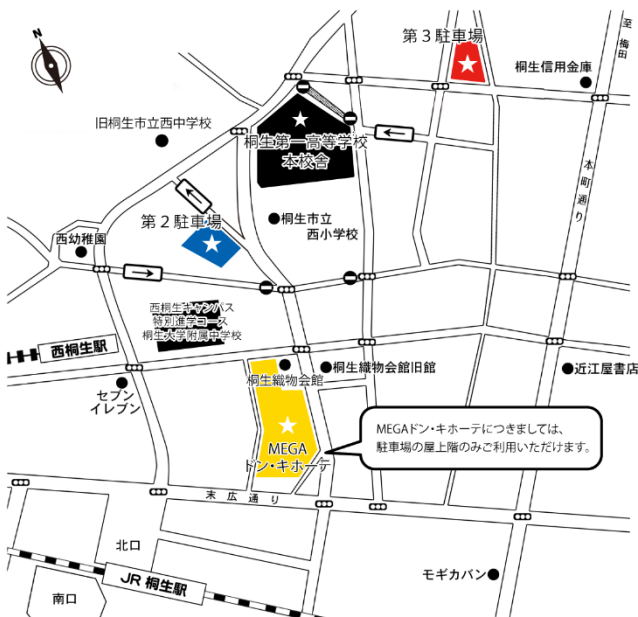 N
第3駐車場
至 梅田
桐生信用金庫
旧桐生市立西中学校
桐生第一高等学校
本校舎
本町通り
第2駐車場
桐生市立
西小学校
西幼稚園
西桐生キャンパス
特別進学コース
桐生大学附属中学校
西桐生駅
桐生織物会館
桐生織物会館旧館
近江屋書店
セブン
イレブン
MEGA
ドン・キホーテ
MEGAドン・キホーテにつきましては、
駐車場の屋上階のみご利用いただけます。
末広通り
北口
JR 桐生駅
南口
モギカバン